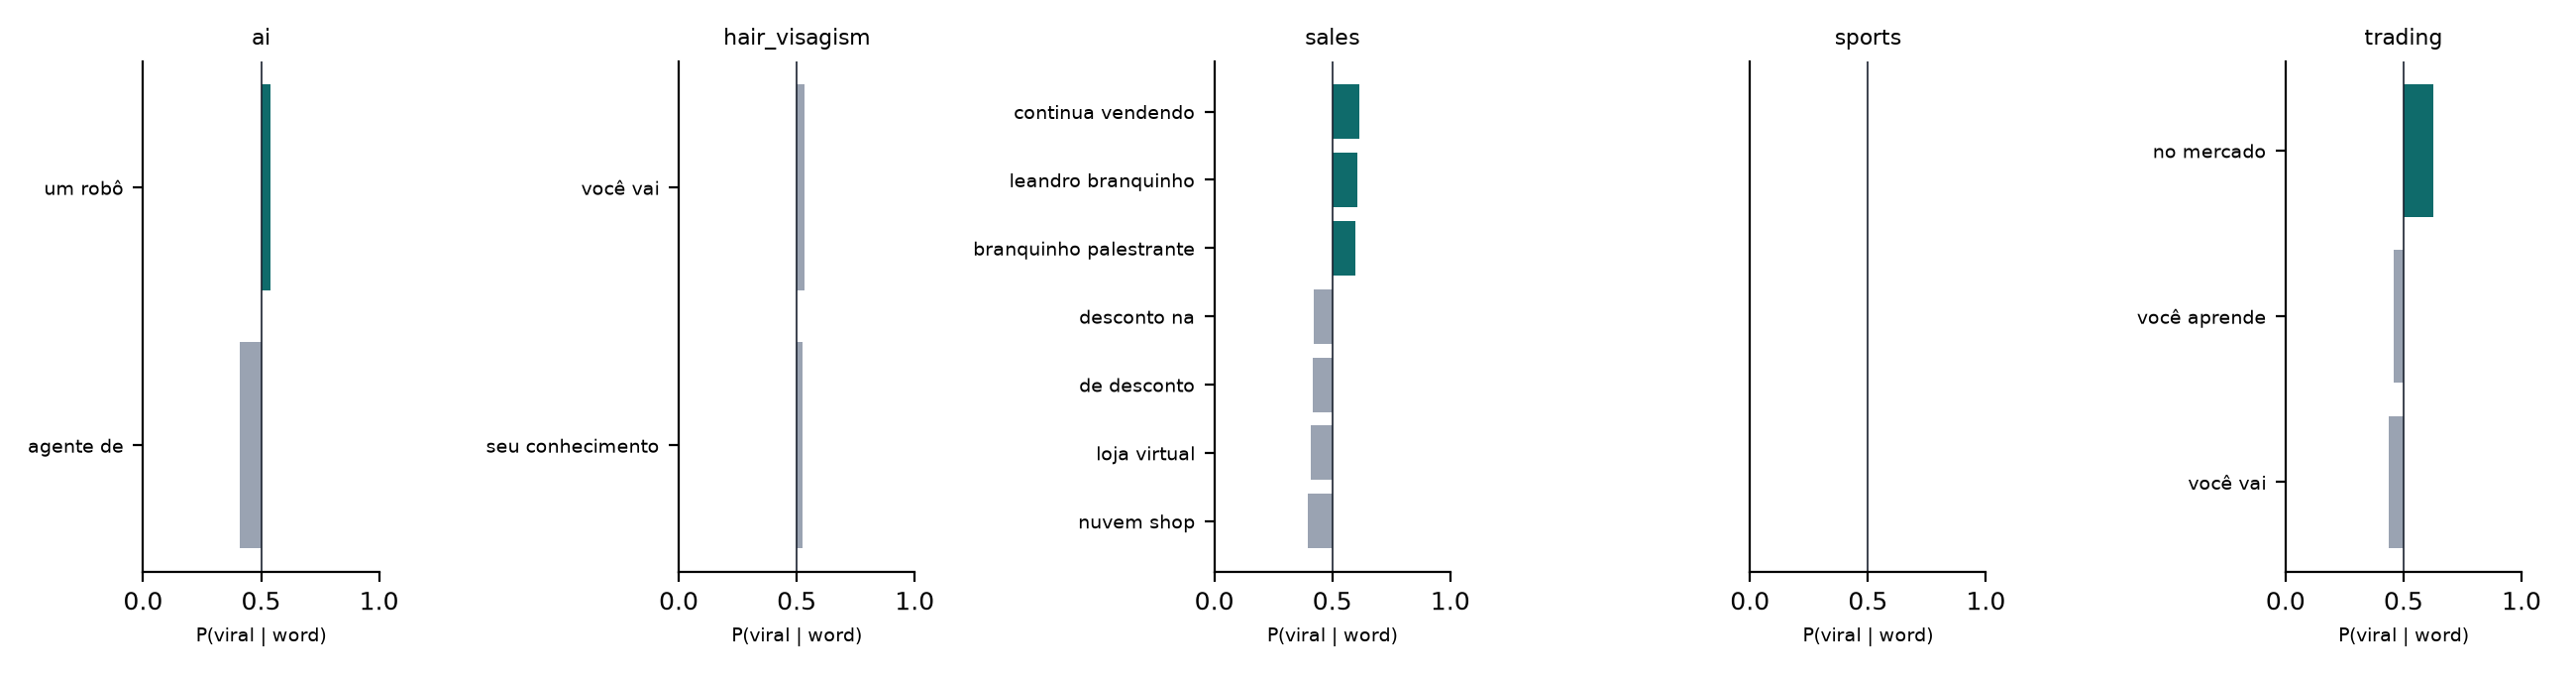 ai
um robô
agente de
0.0 0.5 1.0
P(viral | word)
hair_visagism
você vai
seu conhecimento
0.0 0.5 1.0
P(viral | word)
sales
continua vendendo
leandro branquinho
branquinho palestrante
desconto na
de desconto
loja virtual
nuvem shop
0.0 0.5 1.0
P(viral | word)
sports
0.0 0.5 1.0
P(viral | word)
trading
no mercado
você aprende
você vai
0.0 0.5 1.0
P(viral | word)